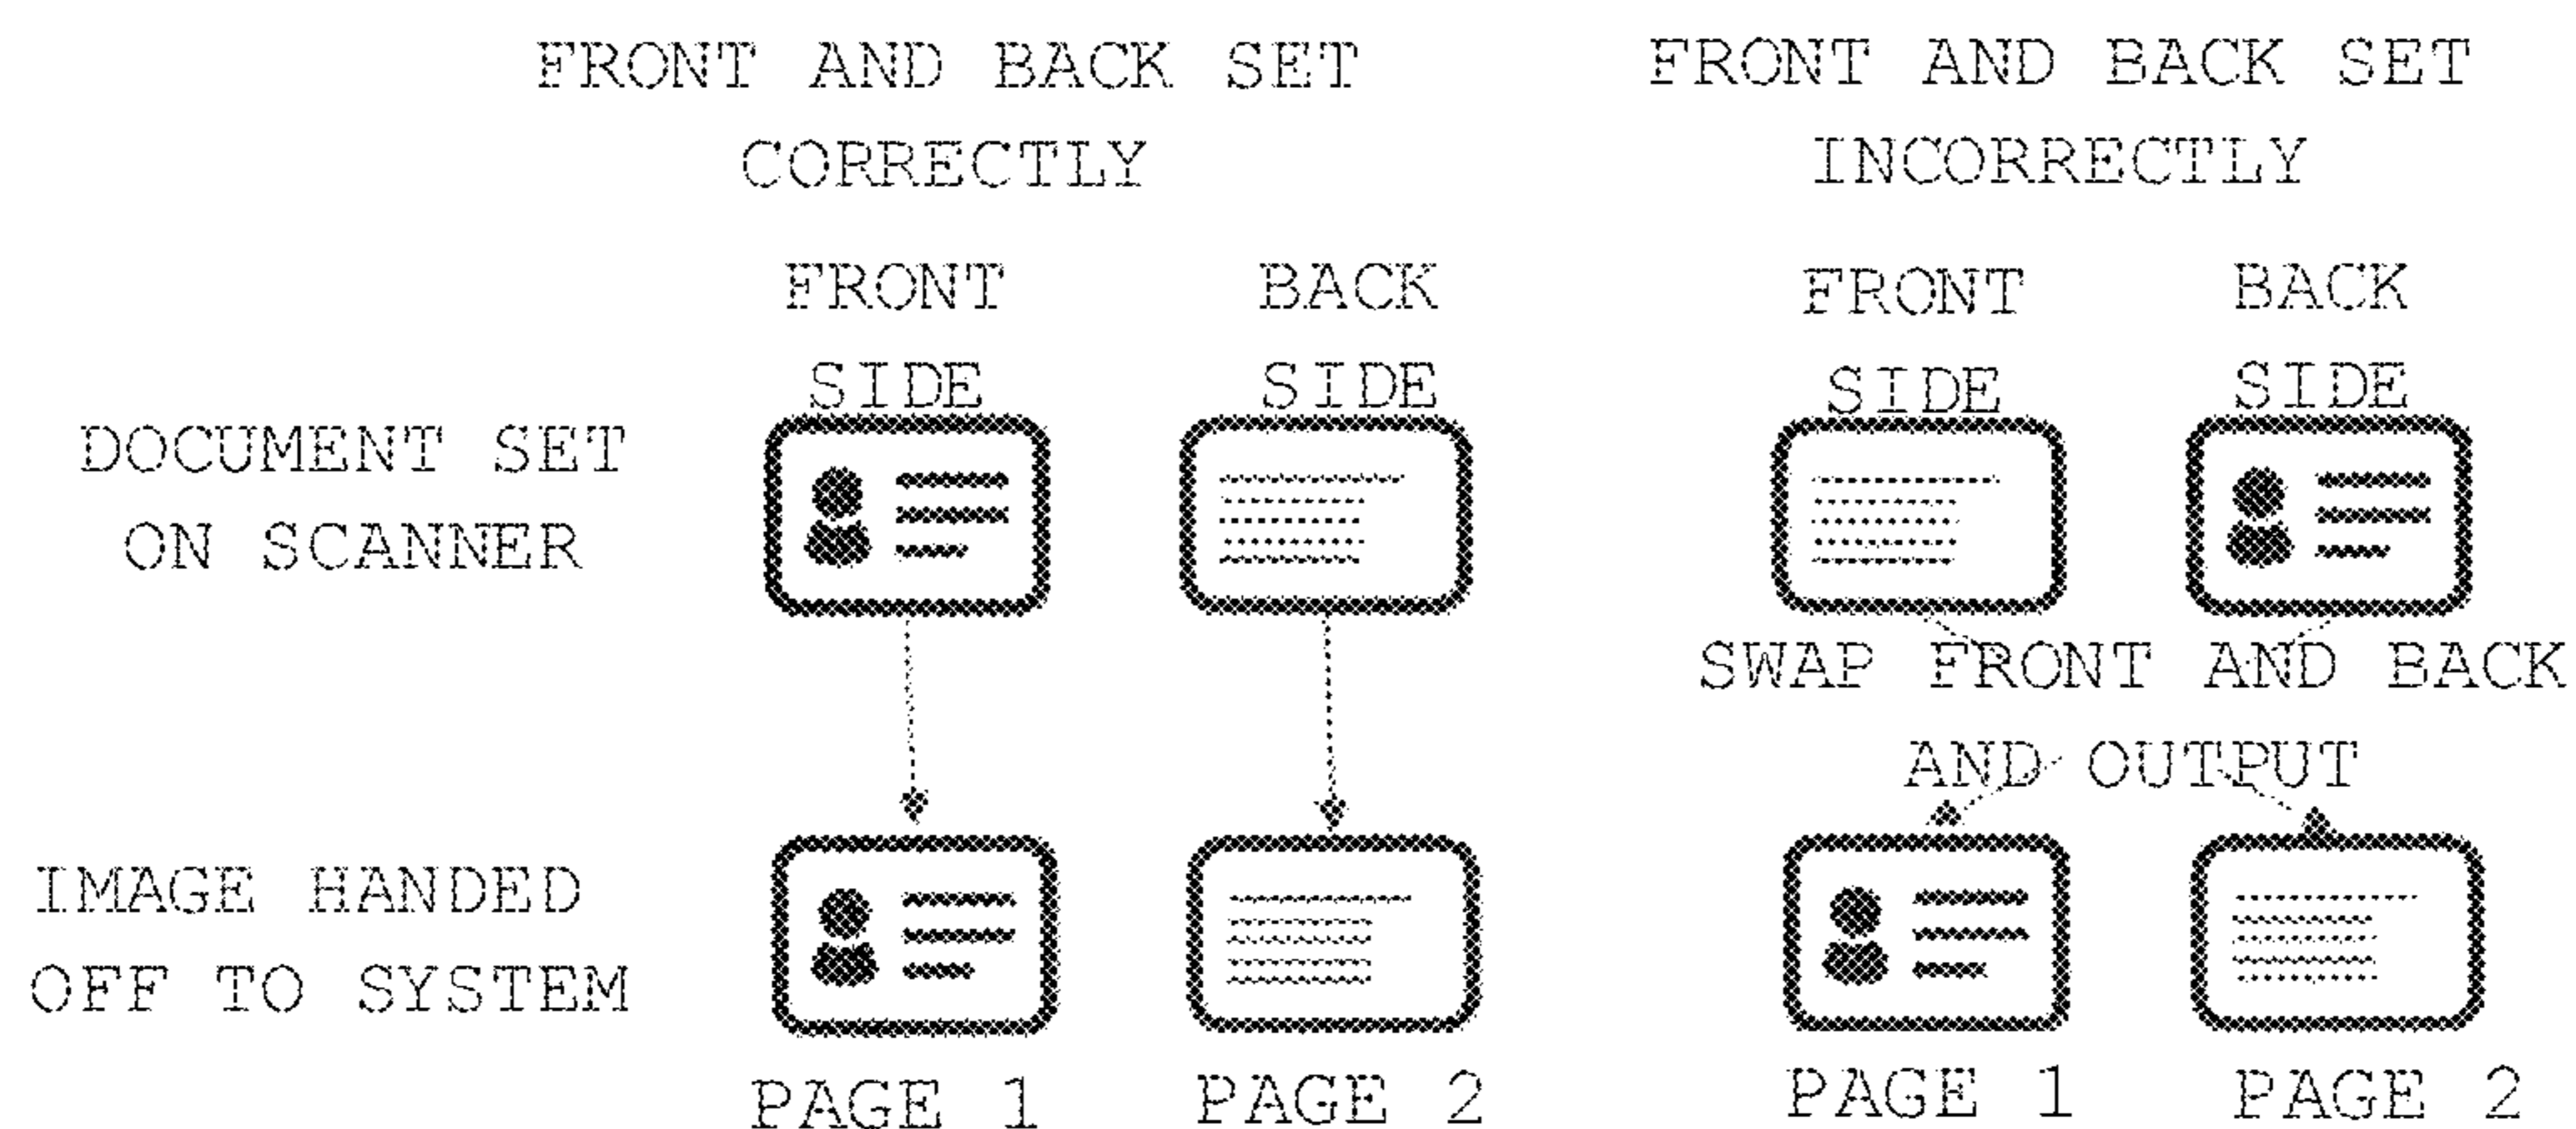 FRONT AND BACK SET
CORRECTLY
FRONT AND BACK SET
INCORRECTLY
FRONT
SIDE
BACK
SIDE
FRONT
SIDE
BACK
SIDE
DOCUMENT SET
ON SCANNER
SWAP FRONT AND BACK
AND OUTPUT
IMAGE HANDED
OFF TO SYSTEM
PAGE 1
PAGE 2
PAGE 1
PAGE 2